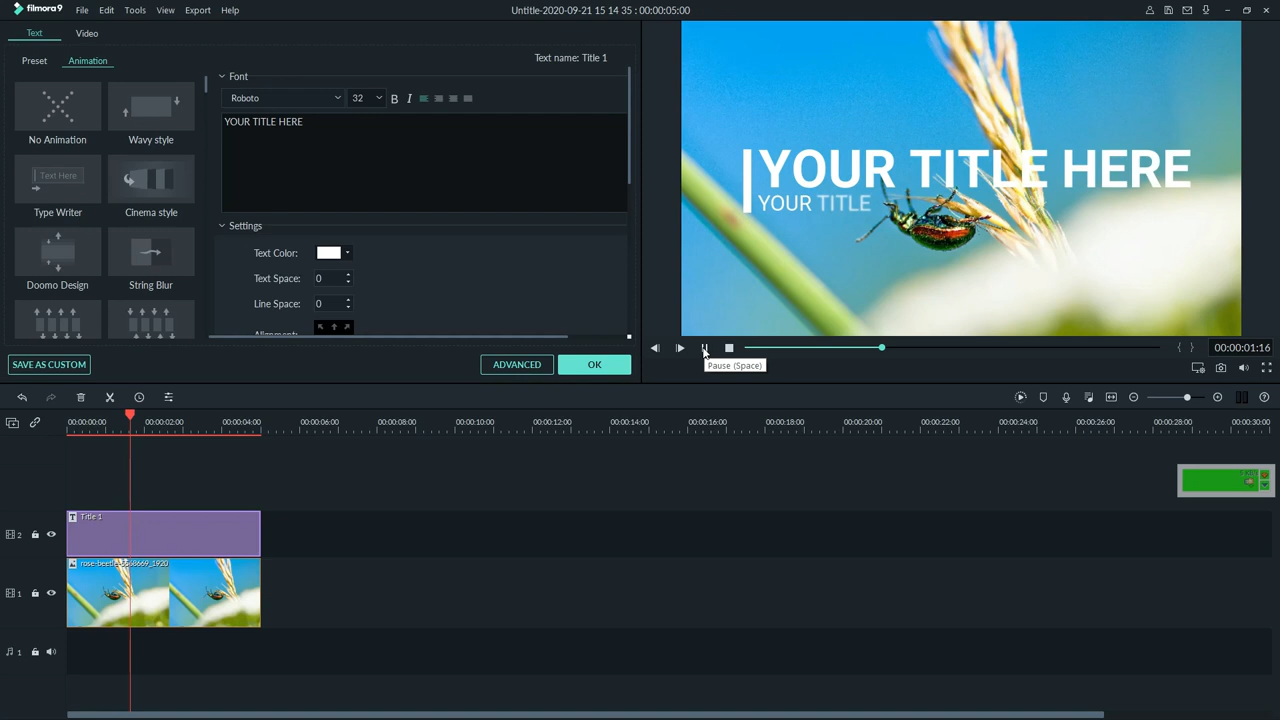 filmora9 File Edit Tools View Export Help Untitle-2020-09-21 15 14 35 : 00:00:05:00
Text Video
Preset Animation Text name: Title 1
Font
Roboto 32 B I
YOUR TITLE HERE
No Animation Wavy style
Text Here
Type Writer Cinema style
Settings
Text Color:
Text Space: 0
Doomo Design String Blur
Line Space: 0
Alignment:
SAVE AS CUSTOM ADVANCED OK
YOUR TITLE HERE
YOUR TITLE
00:00:01:16
Pause (Space)
00:00:00:00 00:00:02:00 00:00:04:00 00:00:06:00 00:00:08:00 00:00:10:00 00:00:12:00 00:00:14:00 00:00:16:00 00:00:18:00 00:00:20:00 00:00:22:00 00:00:24:00 00:00:26:00 00:00:28:00 00:00:30:00
2 T Title 1
rose-beetle-5568669_1920
1
1